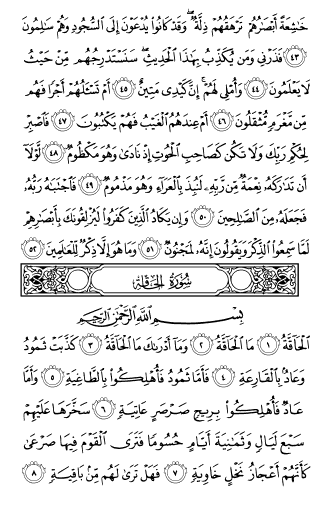 خَٰشِعَةً أَبْصَٰرُهُمْ تَرْهَقُهُمْ ذِلَّةٌ ۖ وَقَدْ كَانُوا۟ يُدْعَوْنَ إِلَى ٱلسُّجُودِ وَهُمْ سَٰلِمُونَ
﴿٤٣﴾ فَذَرْنِى وَمَن يُكَذِّبُ بِهَٰذَا ٱلْحَدِيثِ ۖ سَنَسْتَدْرِجُهُم مِّنْ حَيْثُ
لَا يَعْلَمُونَ ﴿٤٤﴾ وَأُمْلِى لَهُمْ ۚ إِنَّ كَيْدِى مَتِينٌ ﴿٤٥﴾ أَمْ تَسْـَٔلُهُمْ أَجْرًا فَهُم
مِّن مَّغْرَمٍ مُّثْقَلُونَ ﴿٤٦﴾ أَمْ عِندَهُمُ ٱلْغَيْبُ فَهُمْ يَكْتُبُونَ ﴿٤٧﴾ فَٱصْبِرْ
لِحُكْمِ رَبِّكَ وَلَا تَكُن كَصَاحِبِ ٱلْحُوتِ إِذْ نَادَىٰ وَهُوَ مَكْظُومٌ ﴿٤٨﴾ لَّوْلَآ
أَن تَدَٰرَكَهُۥ نِعْمَةٌ مِّن رَّبِّهِۦ لَنُبِذَ بِٱلْعَرَآءِ وَهُوَ مَذْمُومٌ ﴿٤٩﴾ فَٱجْتَبَٰهُ رَبُّهُۥ
فَجَعَلَهُۥ مِنَ ٱلصَّٰلِحِينَ ﴿٥٠﴾ وَإِن يَكَادُ ٱلَّذِينَ كَفَرُوا۟ لَيُزْلِقُونَكَ بِأَبْصَٰرِهِمْ
لَمَّا سَمِعُوا۟ ٱلذِّكْرَ وَيَقُولُونَ إِنَّهُۥ لَمَجْنُونٌ ﴿٥١﴾ وَمَا هُوَ إِلَّا ذِكْرٌ لِّلْعَٰلَمِينَ ﴿٥٢﴾
سُورَةُ الحَاقَّة
بِسْمِ ٱللَّهِ ٱلرَّحْمَٰنِ ٱلرَّحِيمِ
ٱلْحَآقَّةُ ﴿١﴾ مَا ٱلْحَآقَّةُ ﴿٢﴾ وَمَآ أَدْرَىٰكَ مَا ٱلْحَآقَّةُ ﴿٣﴾ كَذَّبَتْ ثَمُودُ
وَعَادٌۢ بِٱلْقَارِعَةِ ﴿٤﴾ فَأَمَّا ثَمُودُ فَأُهْلِكُوا۟ بِٱلطَّاغِيَةِ ﴿٥﴾ وَأَمَّا
عَادٌ فَأُهْلِكُوا۟ بِرِيحٍ صَرْصَرٍ عَاتِيَةٍ ﴿٦﴾ سَخَّرَهَا عَلَيْهِمْ
سَبْعَ لَيَالٍ وَثَمَٰنِيَةَ أَيَّامٍ حُسُومًا فَتَرَى ٱلْقَوْمَ فِيهَا صَرْعَىٰ
كَأَنَّهُمْ أَعْجَازُ نَخْلٍ خَاوِيَةٍ ﴿٧﴾ فَهَلْ تَرَىٰ لَهُم مِّنۢ بَاقِيَةٍ ﴿٨﴾